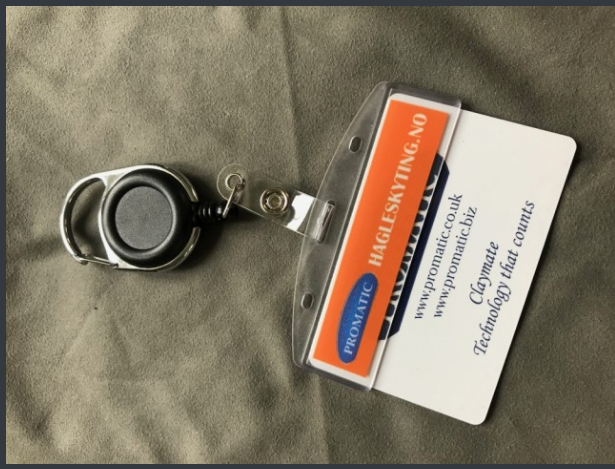 PROMATIC HAGLESKYTING.NO
www.promatic.co.uk
www.promatic.biz
Claymate
Technology that counts